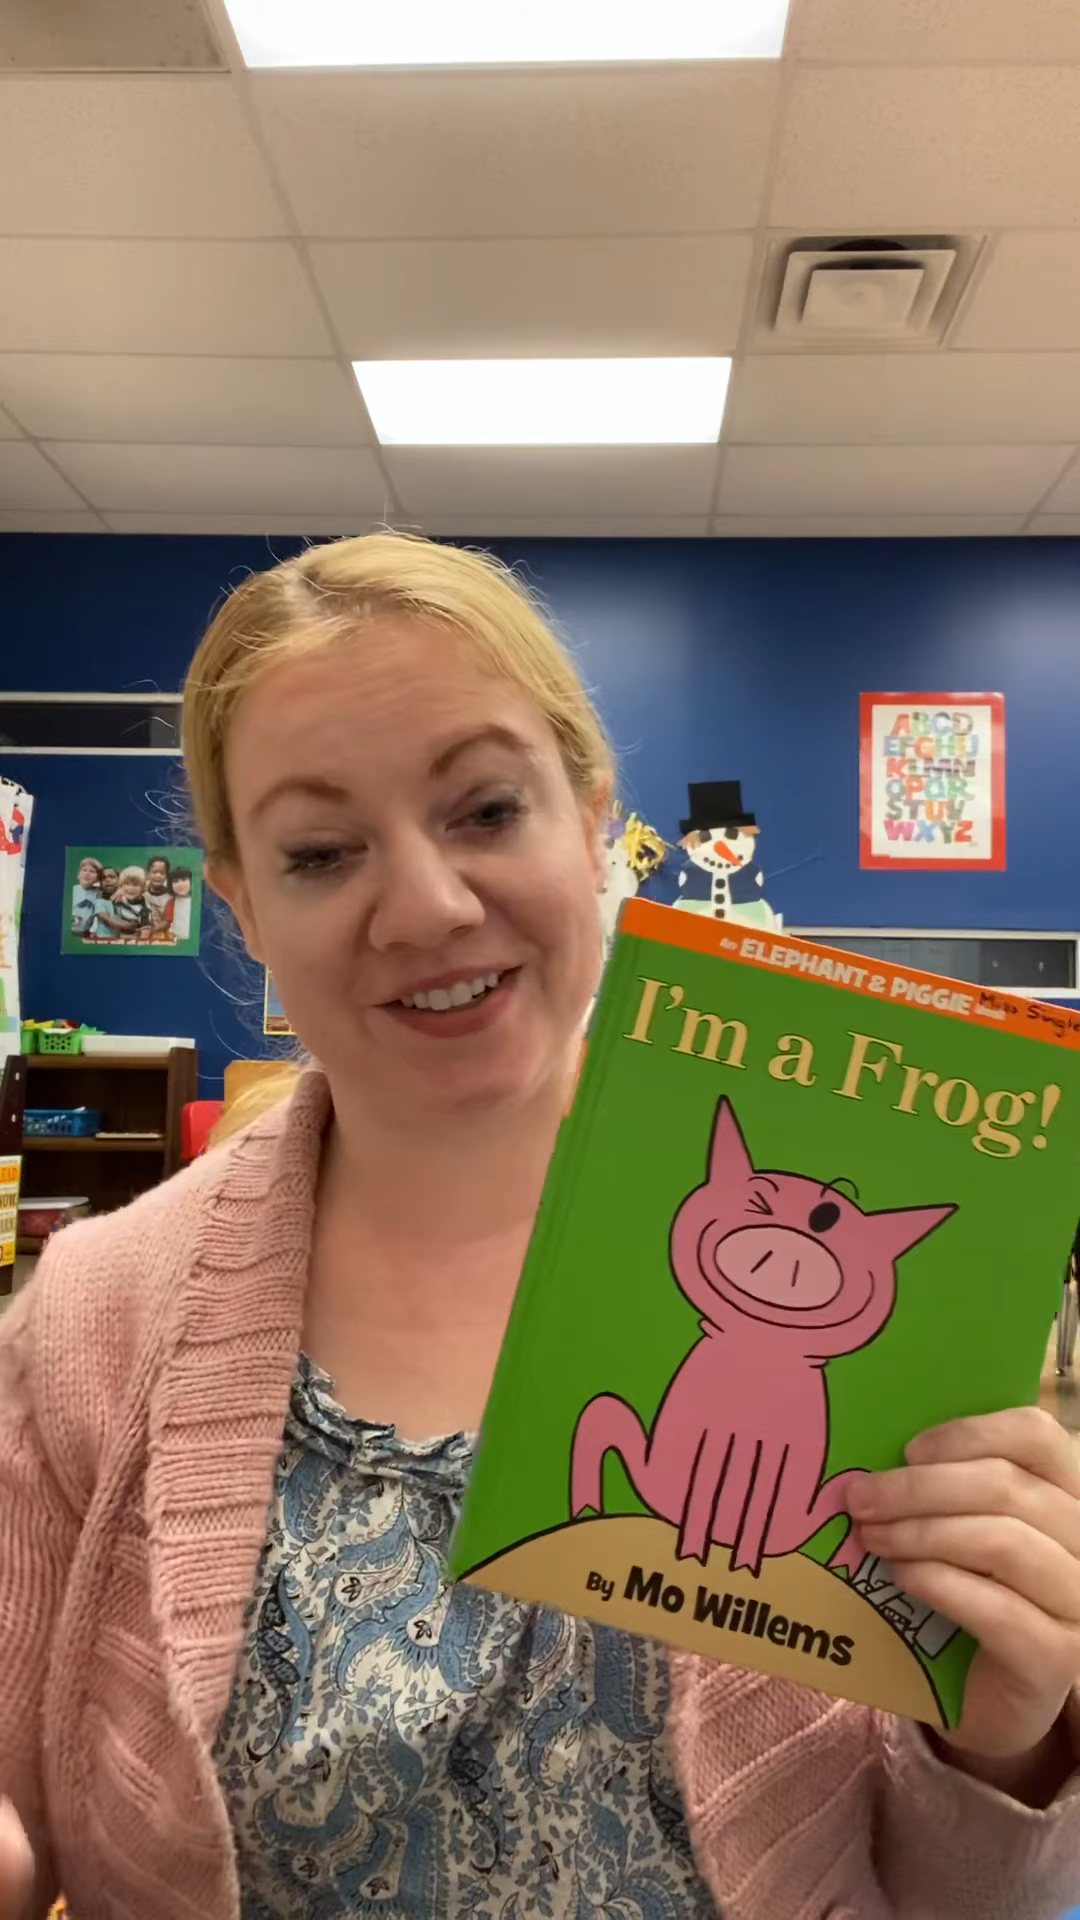 ABCD
EFGHIJ
KLMN
OPQR
STUV
WXYZ
An ELEPHANT & PIGGIE Book
I'm a Frog!
By Mo Willems